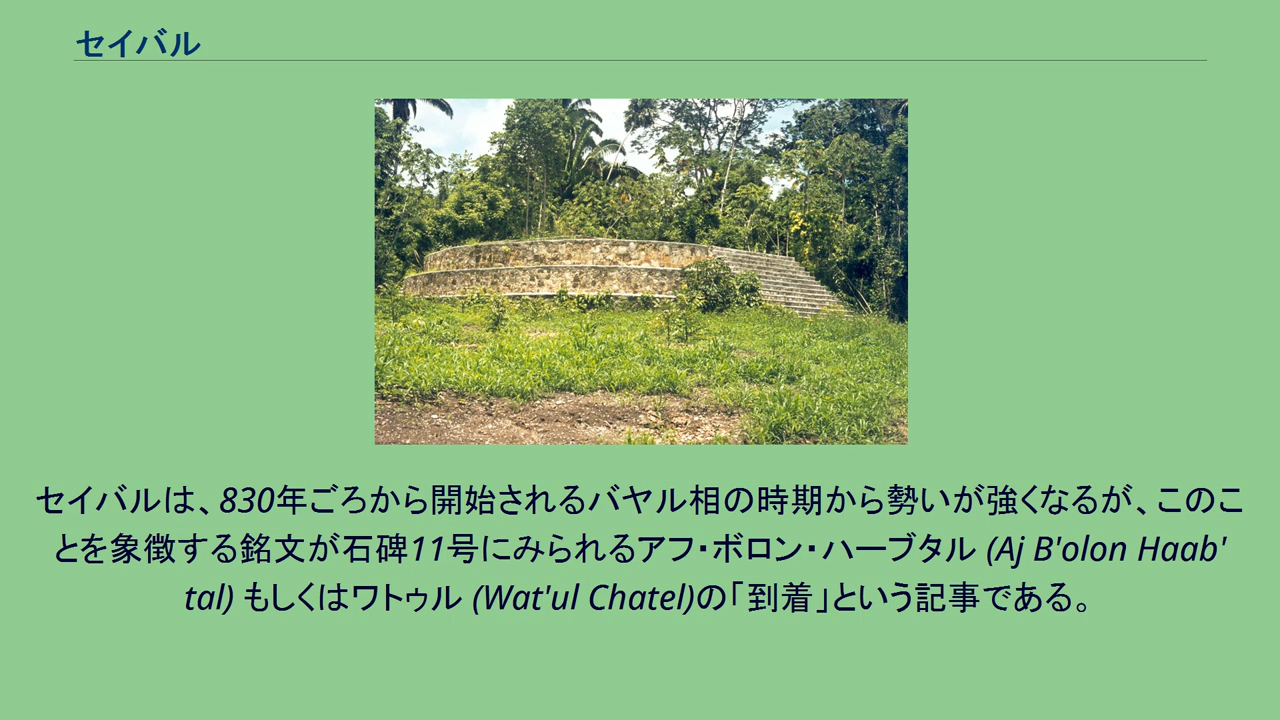 セイバル
セイバルは、830年ごろから開始されるバヤル相の時期から勢いが強くなるが、このこ
とを象徴する銘文が石碑11号にみられるアフ・ボロン・ハーブタル (Aj B'olon Haab'
tal) もしくはワトゥル (Wat'ul Chatel)の「到着」という記事である。